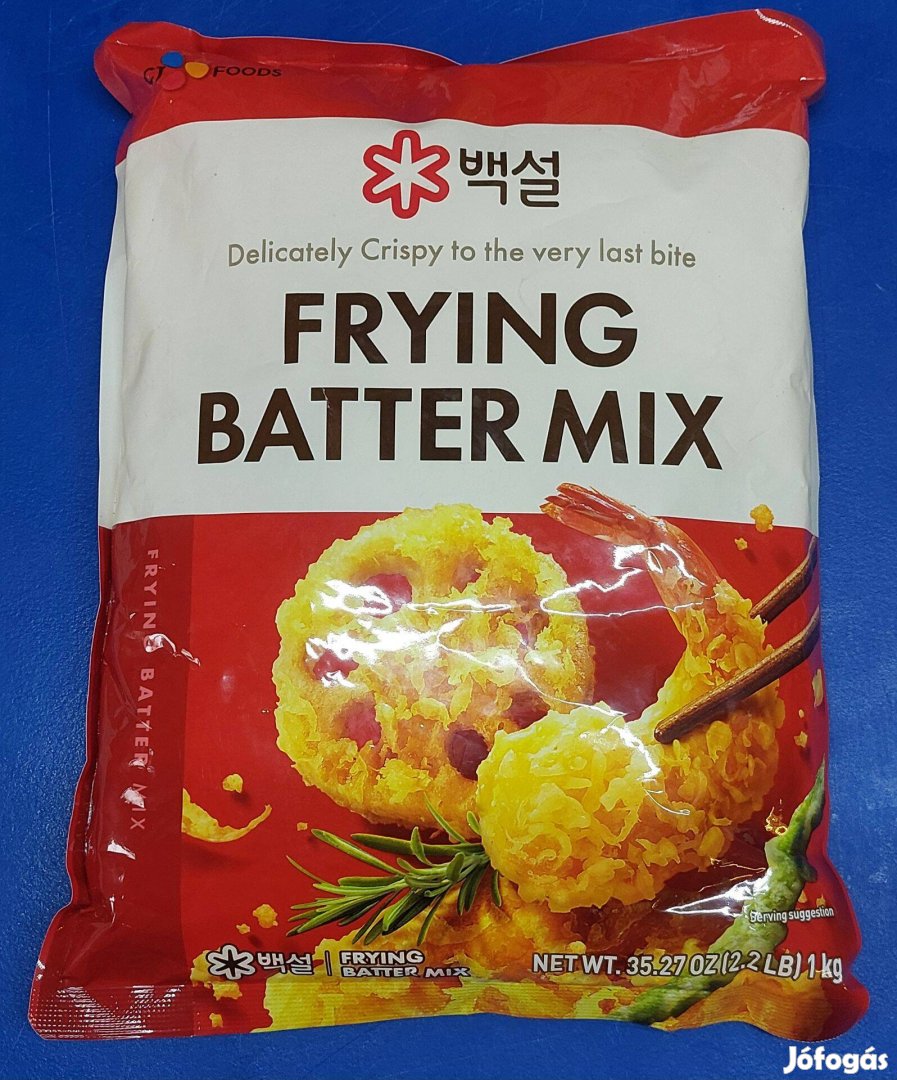 CJ FOODS
백설
Delicately Crispy to the very last bite
FRYING
BATTER MIX
FRYING BATTER MIX
Serving suggestion
백설 | FRYING
BATTER MIX
NET WT. 35.27 OZ (2.2 LB) 1 kg
Jófogás